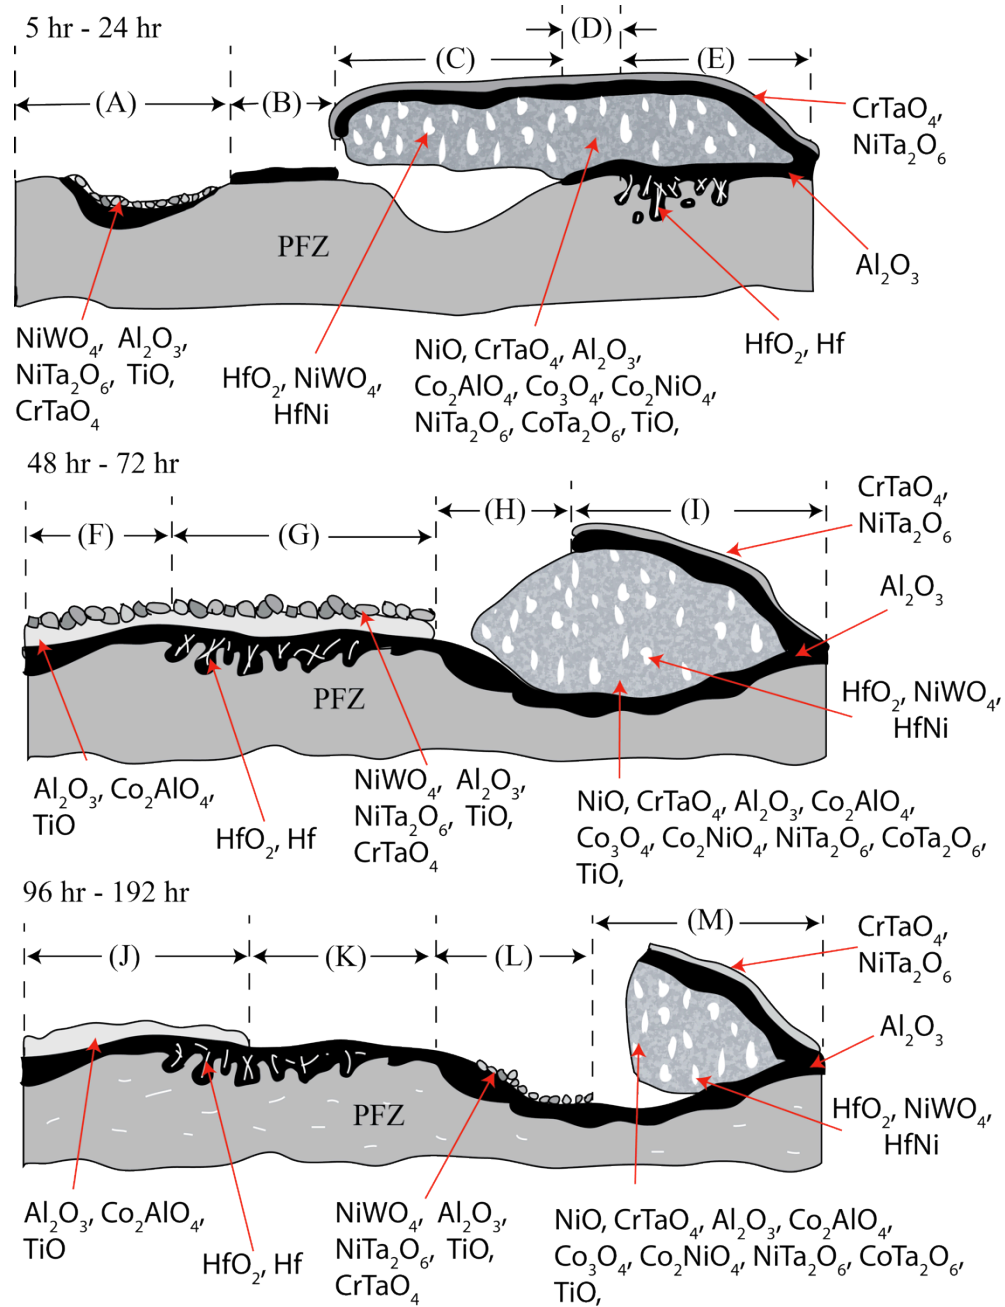 5 hr - 24 hr
(D)
(C)
(E)
(A)
(B)
CrTaO₄,
NiTa₂O₆
PFZ
Al₂O₃
NiWO₄, Al₂O₃,
NiTa₂O₆, TiO,
CrTaO₄
HfO₂, NiWO₄,
HfNi
NiO, CrTaO₄, Al₂O₃,
Co₂AlO₄, Co₃O₄, Co₂NiO₄,
NiTa₂O₆, CoTa₂O₆, TiO,
HfO₂, Hf
48 hr - 72 hr
(F)
(G)
(H)
(I)
CrTaO₄,
NiTa₂O₆
Al₂O₃
PFZ
HfO₂, NiWO₄,
HfNi
Al₂O₃, Co₂AlO₄,
TiO
HfO₂, Hf
NiWO₄, Al₂O₃,
NiTa₂O₆, TiO,
CrTaO₄
NiO, CrTaO₄, Al₂O₃, Co₂AlO₄,
Co₃O₄, Co₂NiO₄, NiTa₂O₆, CoTa₂O₆,
TiO,
96 hr - 192 hr
(J)
(K)
(L)
(M)
CrTaO₄,
NiTa₂O₆
Al₂O₃
PFZ
HfO₂, NiWO₄,
HfNi
Al₂O₃, Co₂AlO₄,
TiO
HfO₂, Hf
NiWO₄, Al₂O₃,
NiTa₂O₆, TiO,
CrTaO₄
NiO, CrTaO₄, Al₂O₃, Co₂AlO₄,
Co₃O₄, Co₂NiO₄, NiTa₂O₆, CoTa₂O₆,
TiO,